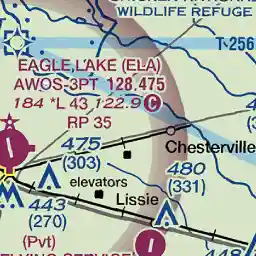 WILDLIFE REFUGE
T-256
EAGLE LAKE (ELA)
AWOS-3PT 128.475
184 *L 43 122.9 C
RP 35
475
(303)
Chesterville
480
(331)
elevators
443
(270)
Lissie
(Pvt)
448